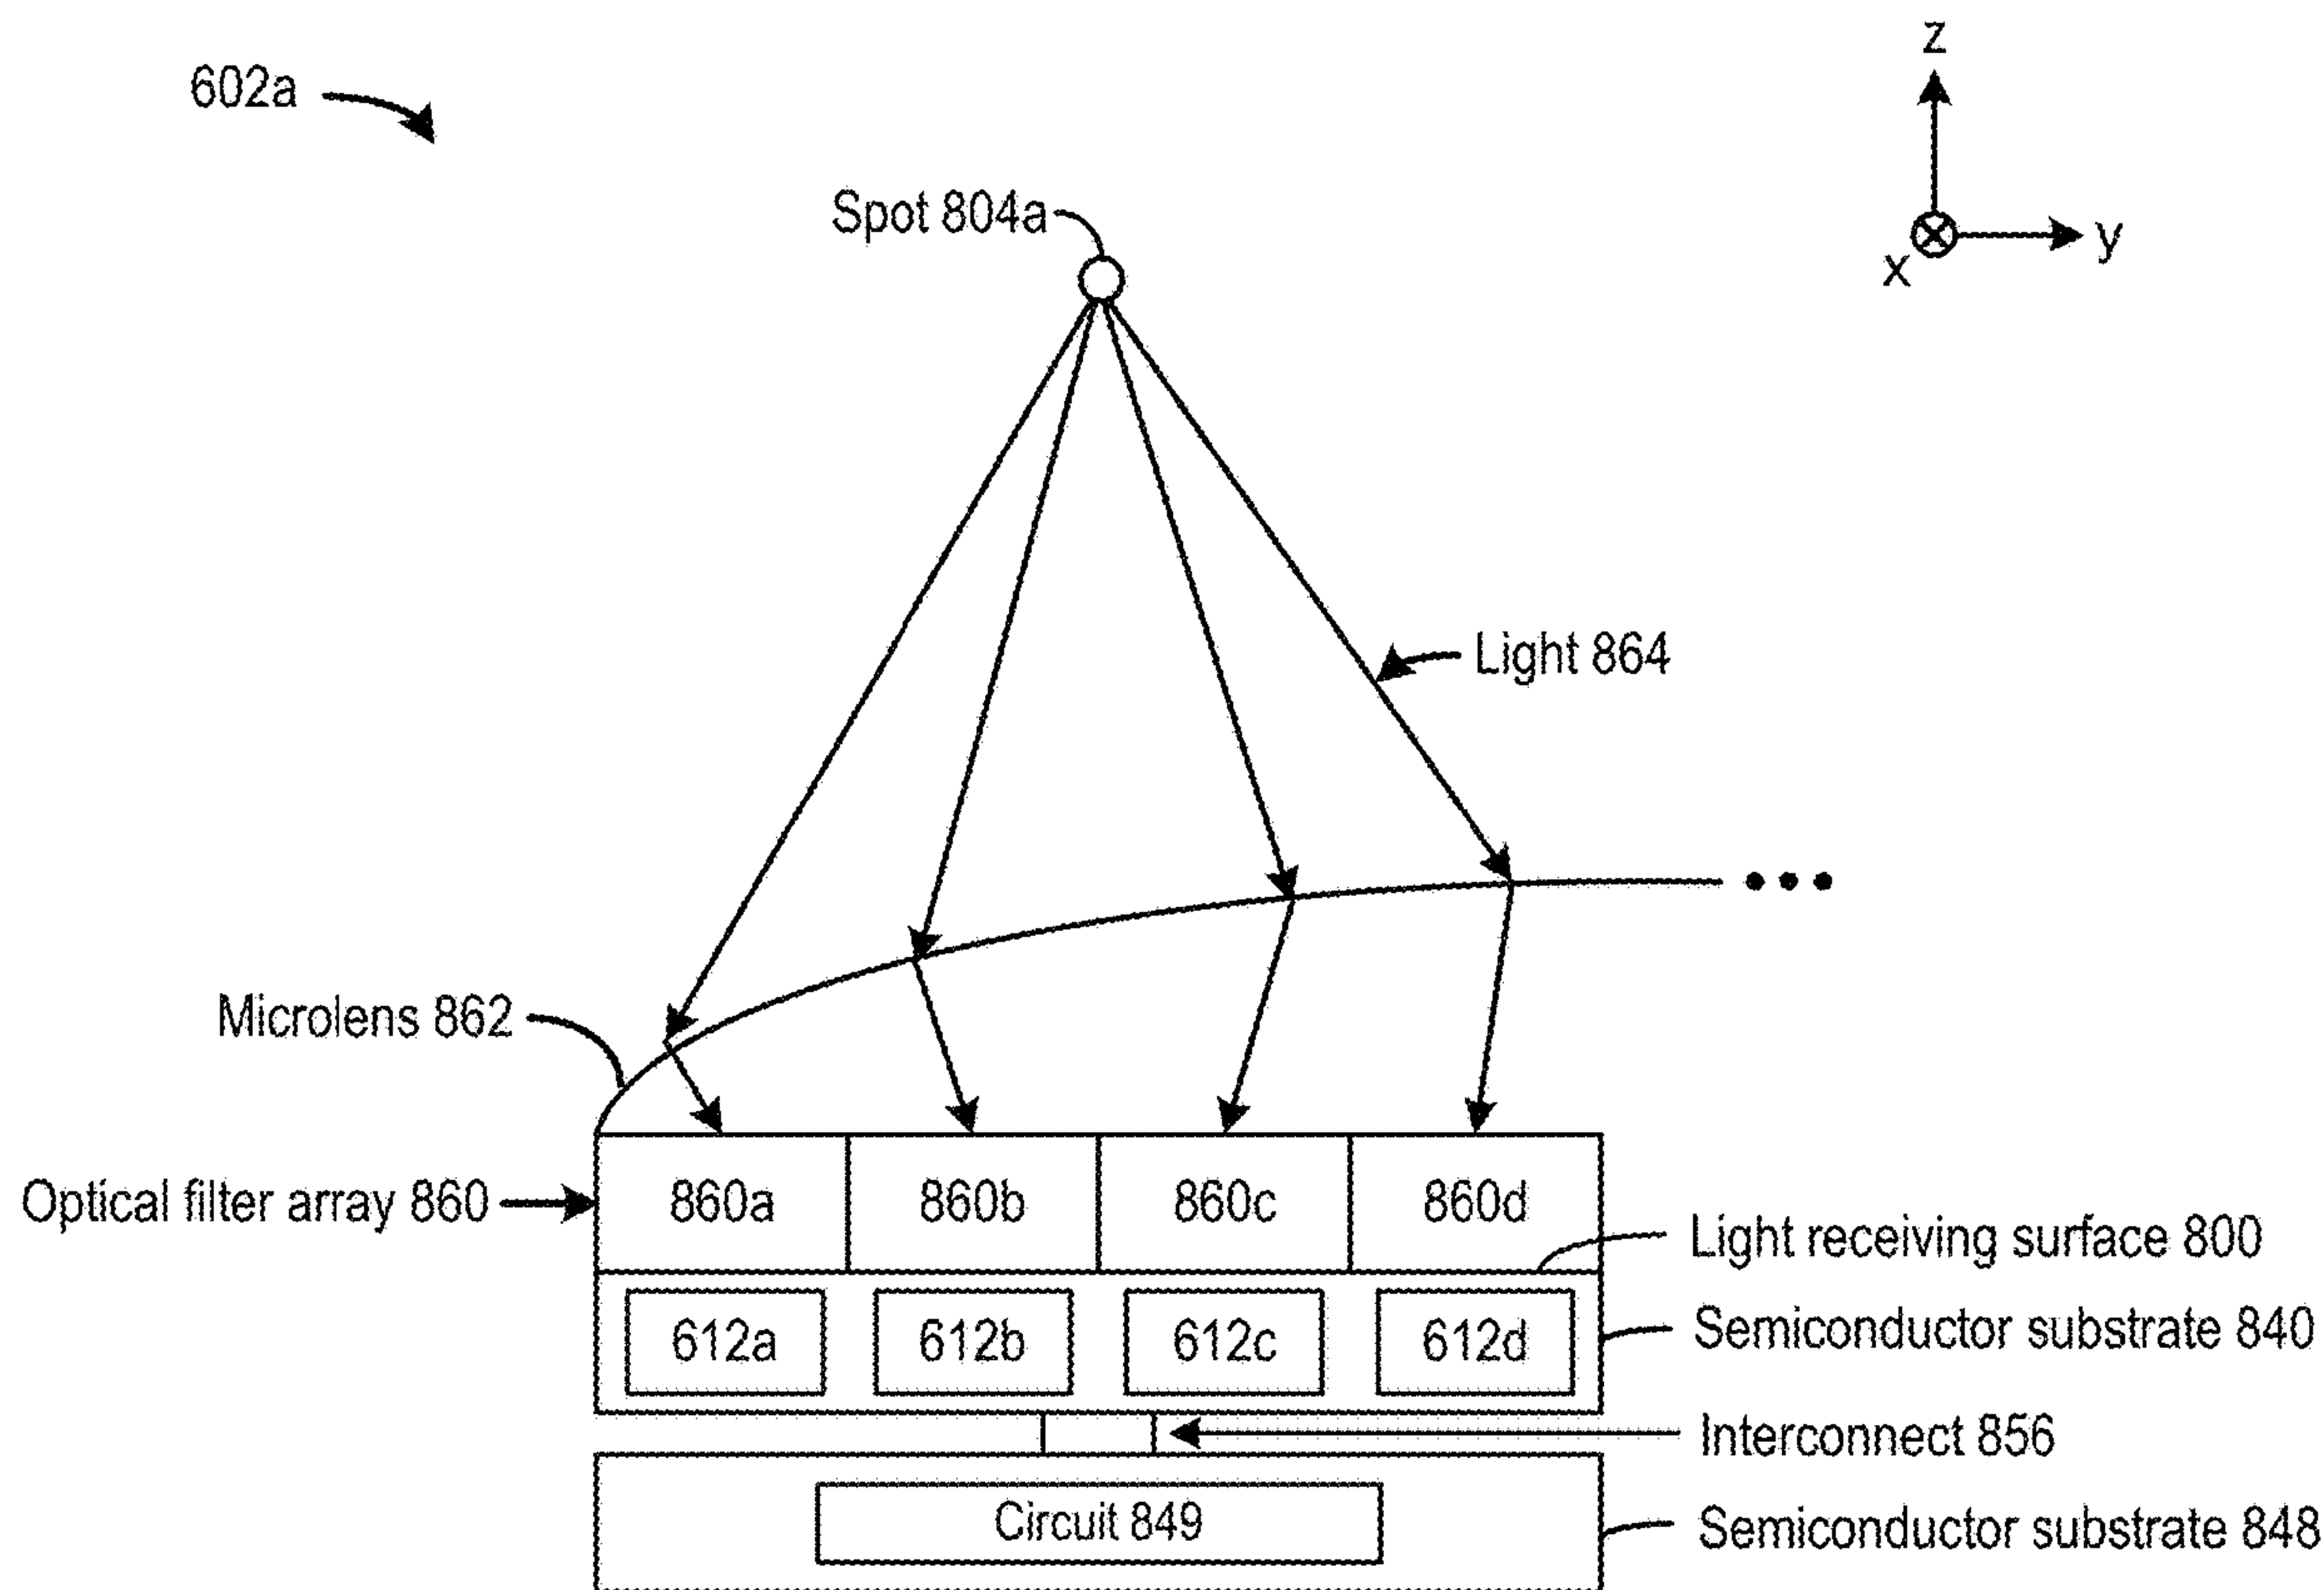 602a
z
Spot 804a
x
y
Light 864
Microlens 862
Optical filter array 860
860a
860b
860c
860d
Light receiving surface 800
612a
612b
612c
612d
Semiconductor substrate 840
Interconnect 856
Circuit 849
Semiconductor substrate 848